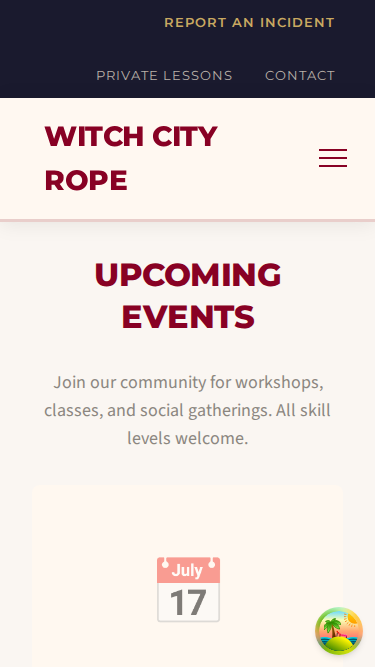 REPORT AN INCIDENT
PRIVATE LESSONS CONTACT
WITCH CITY
ROPE
UPCOMING
EVENTS
Join our community for workshops,
classes, and social gatherings. All skill
levels welcome.
July
17